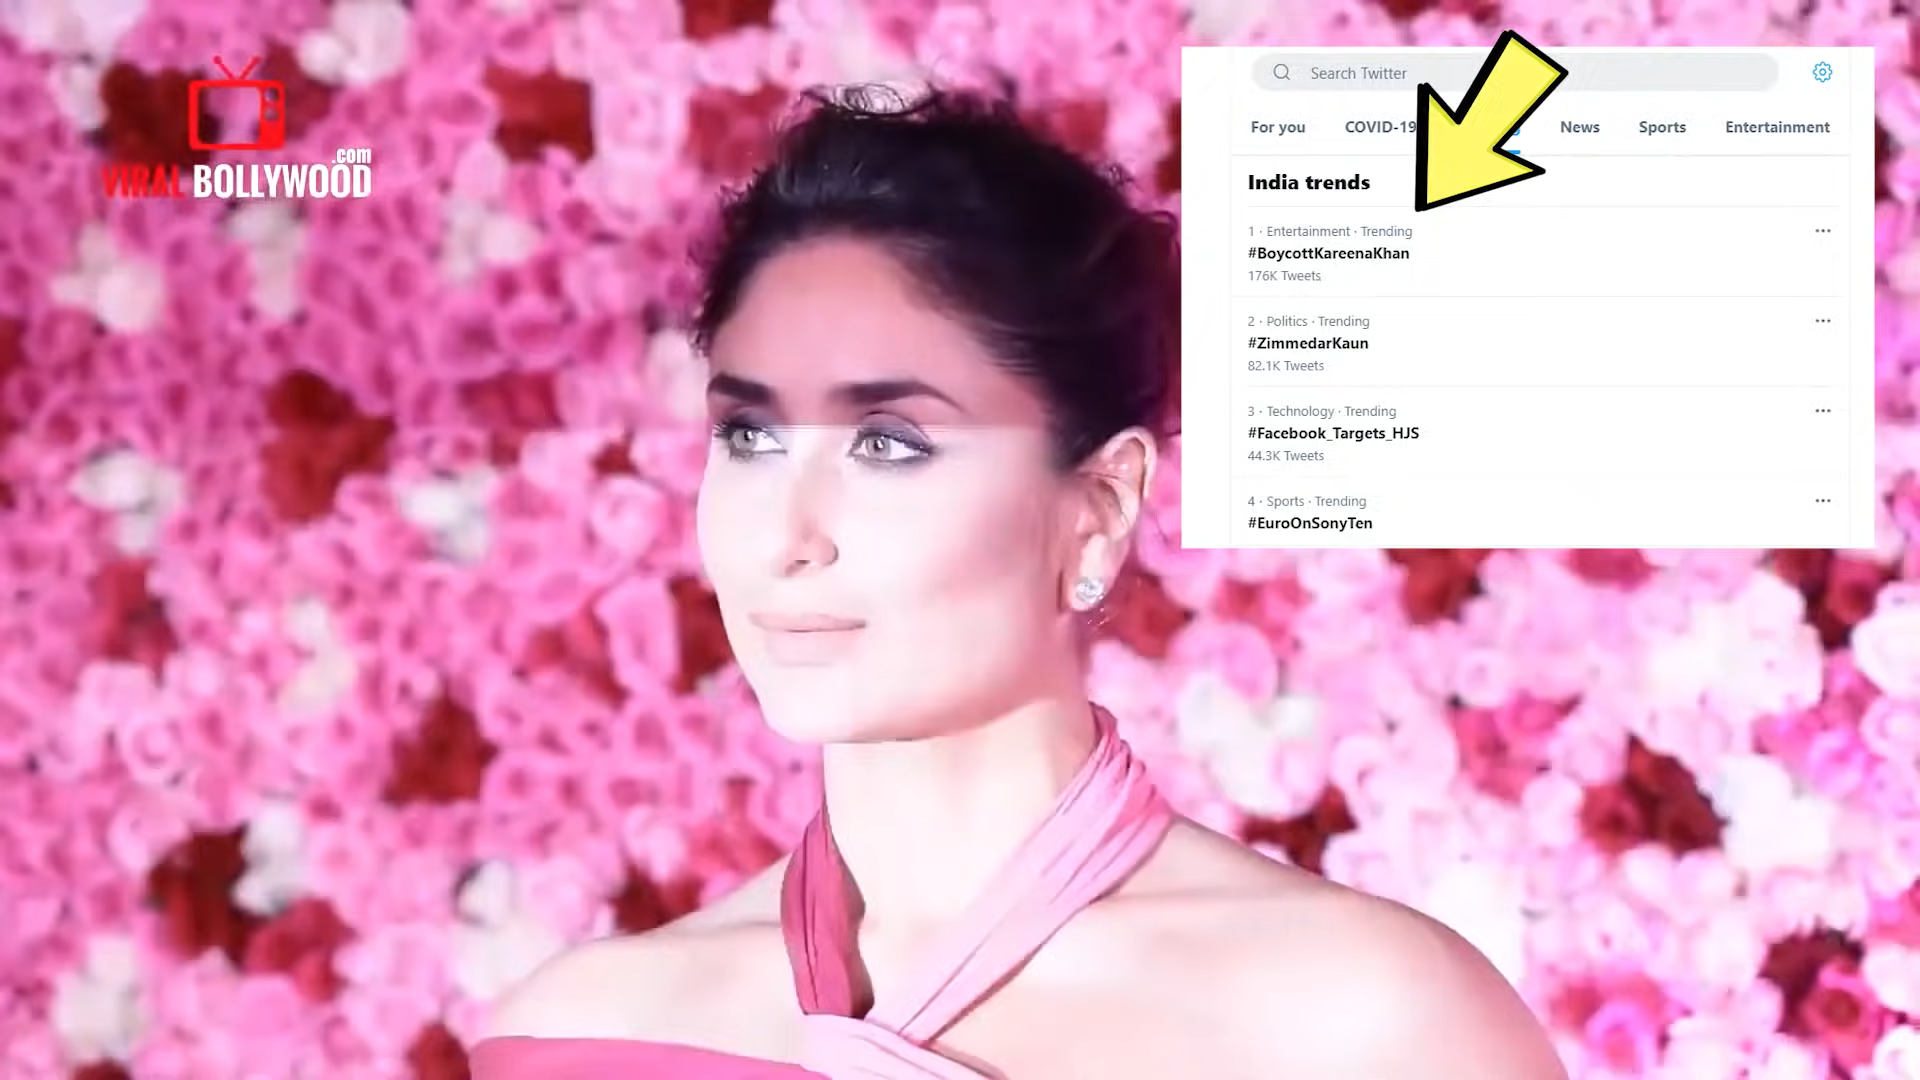 VIRAL BOLLYWOOD
.com
Search Twitter
For you COVID-19 News Sports Entertainment
India trends
1 · Entertainment · Trending
#BoycottKareenaKhan
176K Tweets
2 · Politics · Trending
#ZimmedarKaun
82.1K Tweets
3 · Technology · Trending
#Facebook_Targets_HJS
44.3K Tweets
4 · Sports · Trending
#EuroOnSonyTen